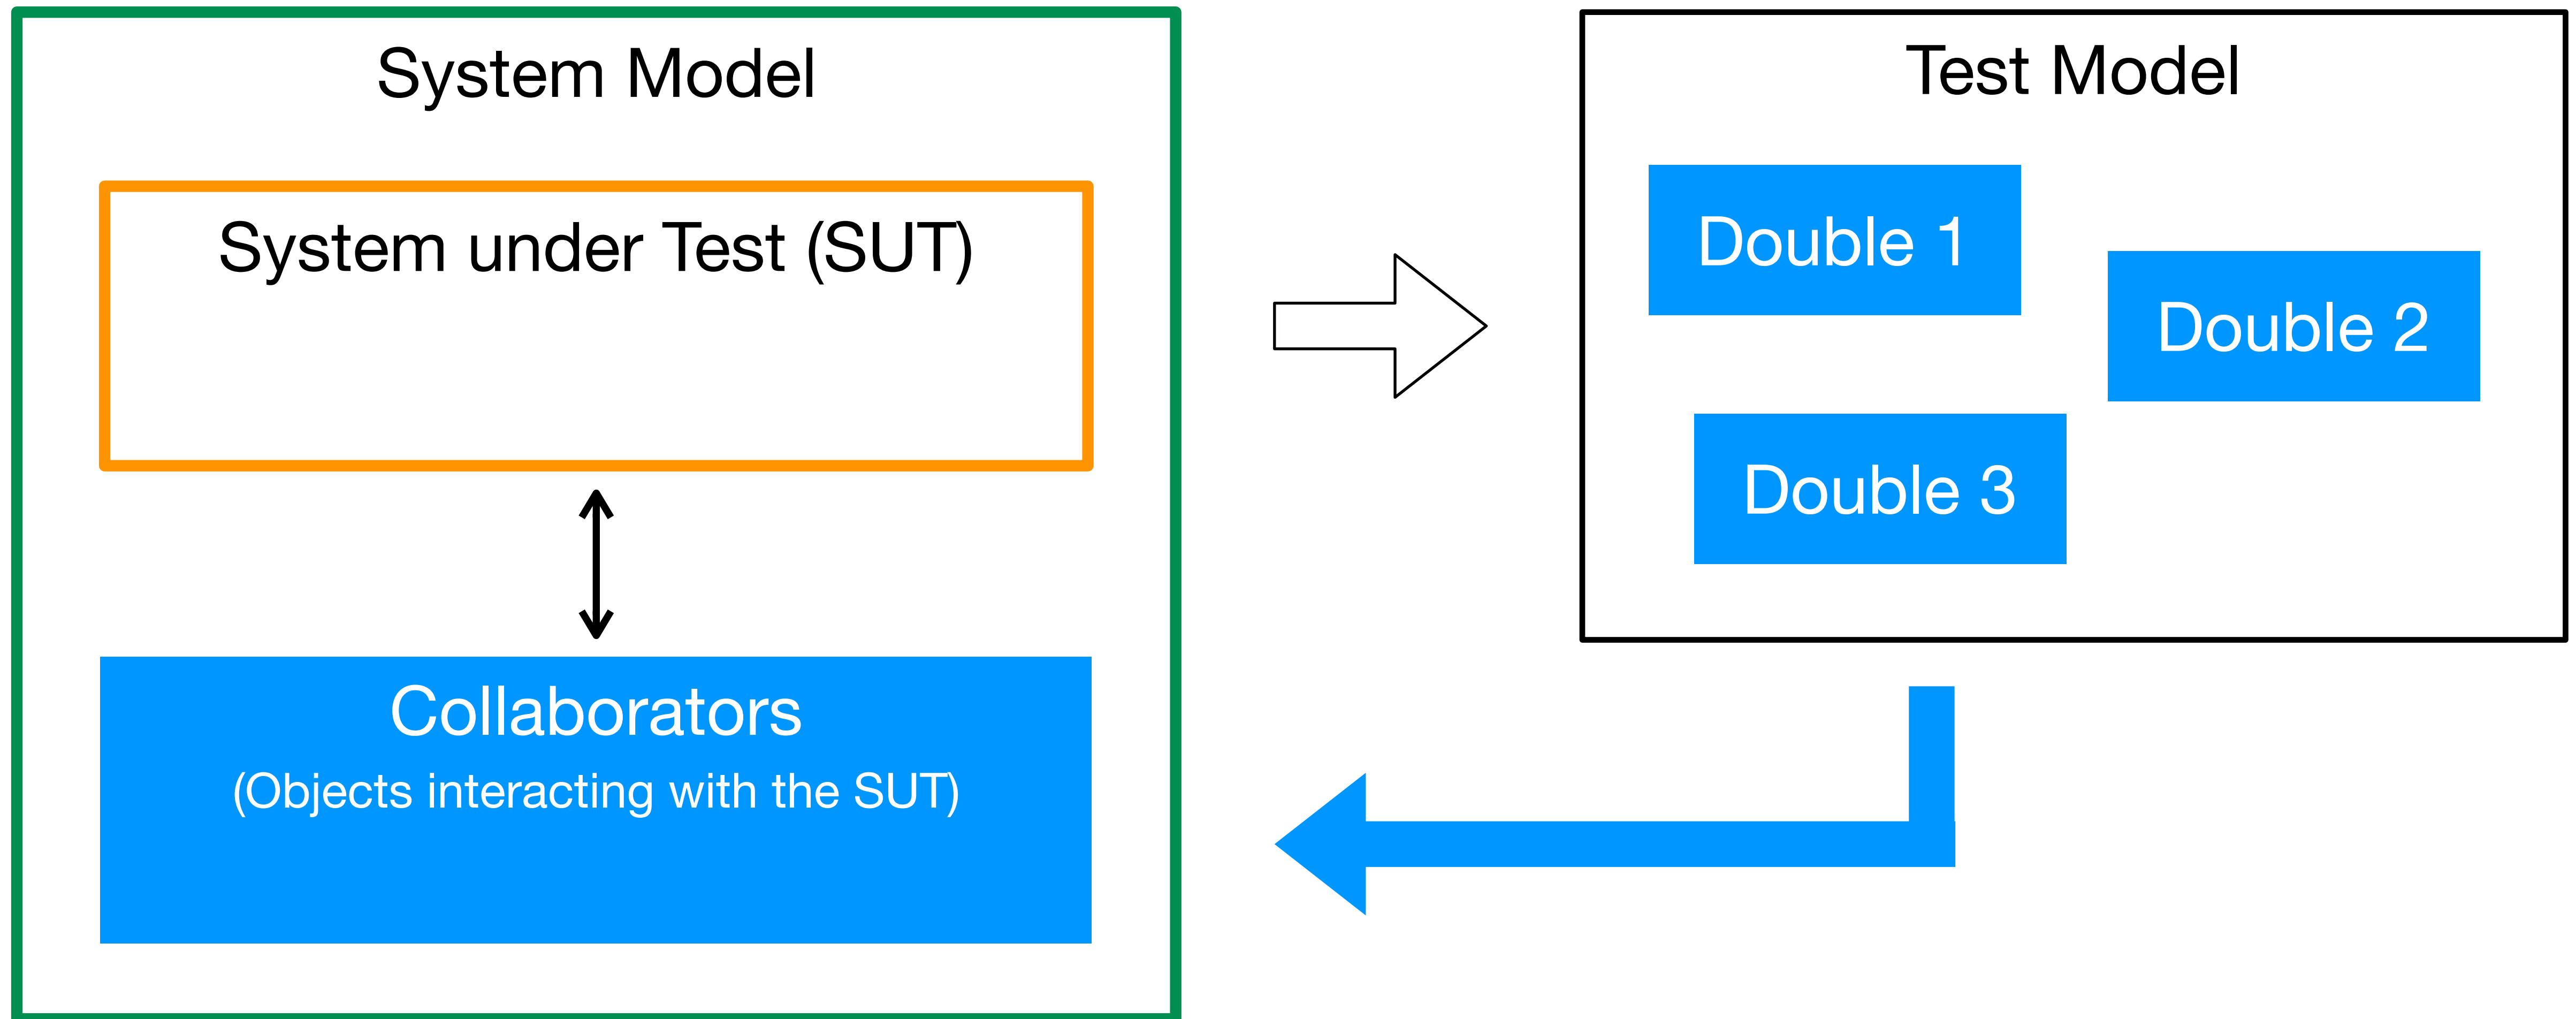 System Model
System under Test (SUT)
Collaborators
(Objects interacting with the SUT)
Test Model
Double 1
Double 2
Double 3